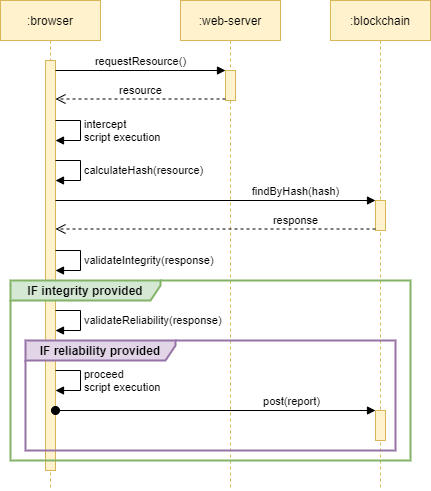 :browser
:web-server
:blockchain
requestResource()
resource
intercept
script execution
calculateHash(resource)
findByHash(hash)
response
validateIntegrity(response)
IF integrity provided
validateReliability(response)
IF reliability provided
proceed
script execution
post(report)